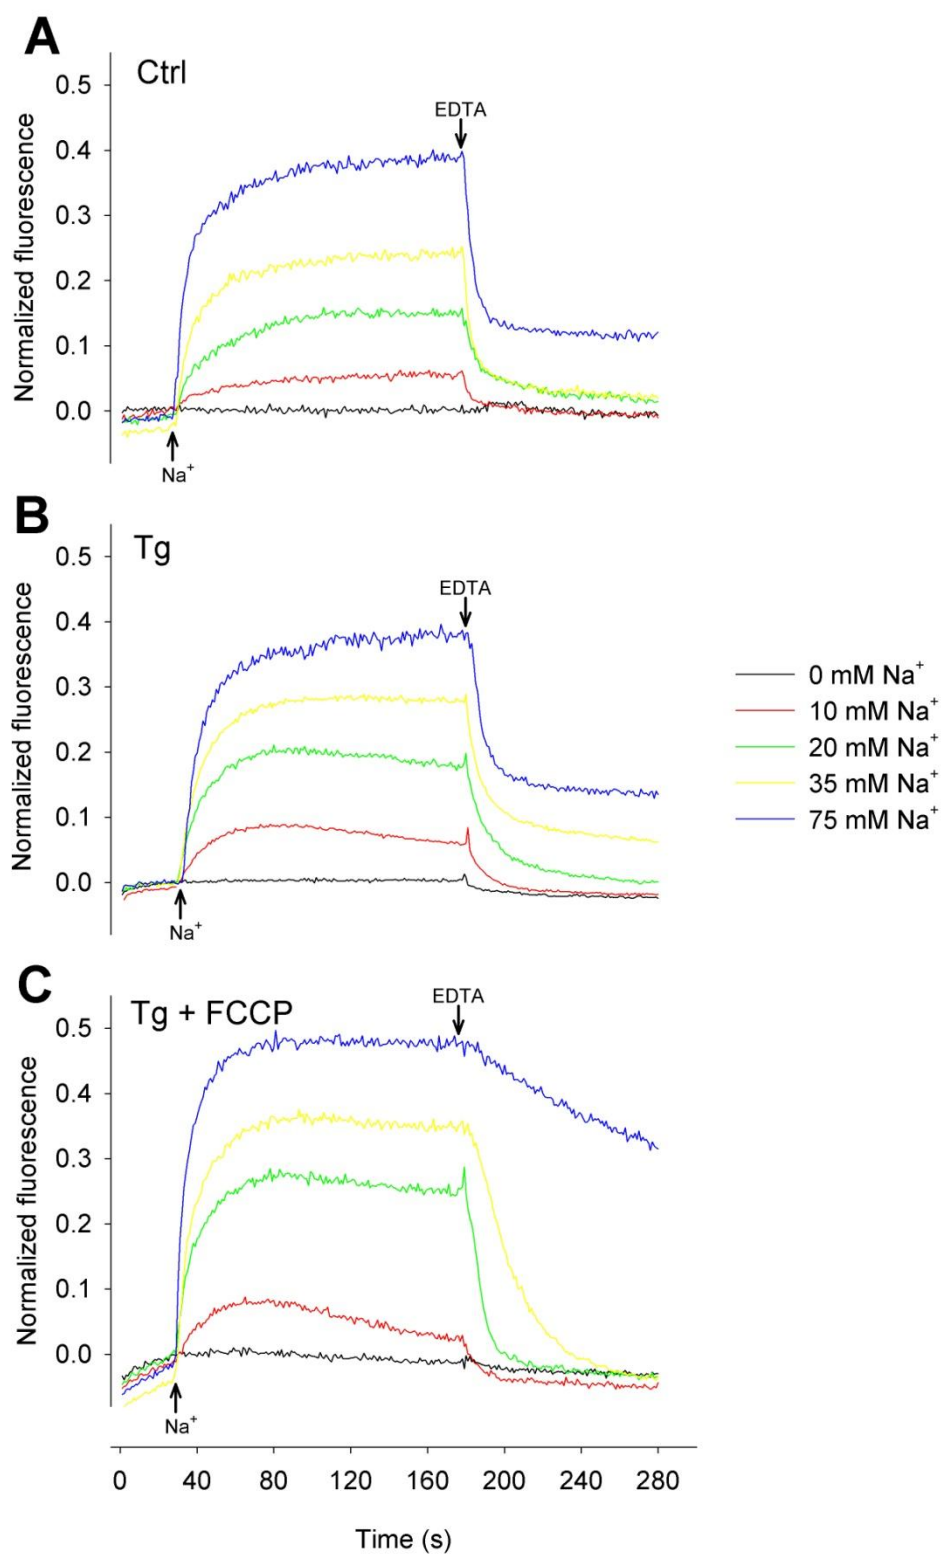 A
Ctrl
EDTA
0.5
0.4
0.3
0.2
0.1
0.0
Normalized fluorescence
Na⁺
B
Tg
EDTA
0.5
0.4
0.3
0.2
0.1
0.0
Normalized fluorescence
Na⁺
0 mM Na⁺
10 mM Na⁺
20 mM Na⁺
35 mM Na⁺
75 mM Na⁺
C
Tg + FCCP
EDTA
0.5
0.4
0.3
0.2
0.1
0.0
Normalized fluorescence
Na⁺
0 40 80 120 160 200 240 280
Time (s)